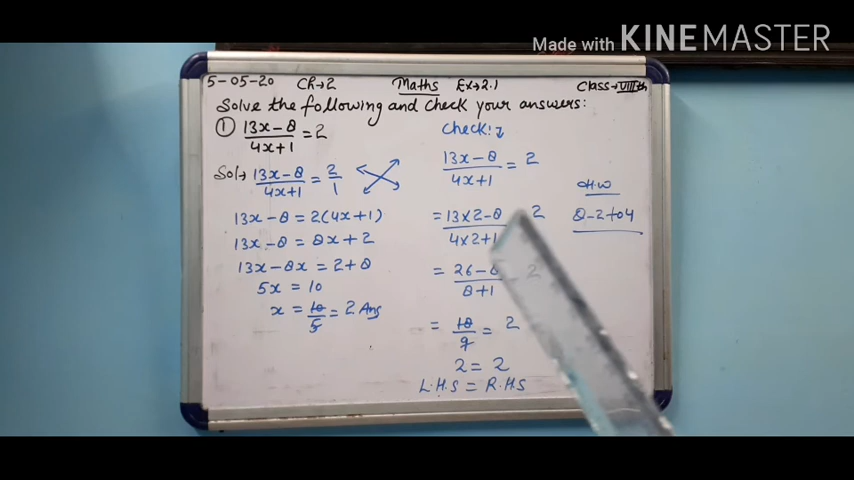 Made with KINEMASTER
5-05-20 Ch→2 Maths Ex→2.1 Class→VIIIth
Solve the following and check your answers:
① 13x-8/4x+1 = 2
Sol→ 13x-8/4x+1 = 2/1
13x-8 = 2(4x+1)
13x-8 = 8x+2
13x-8x = 2+8
5x = 10
x = 10/5 = 2 Ans
Check:↓
13x-8/4x+1 = 2
= 13×2-8/4×2+1 2
= 26-8/8+1 2
= 18/9 = 2
2 = 2
L.H.S = R.H.S
H.W
Q-2 to 4